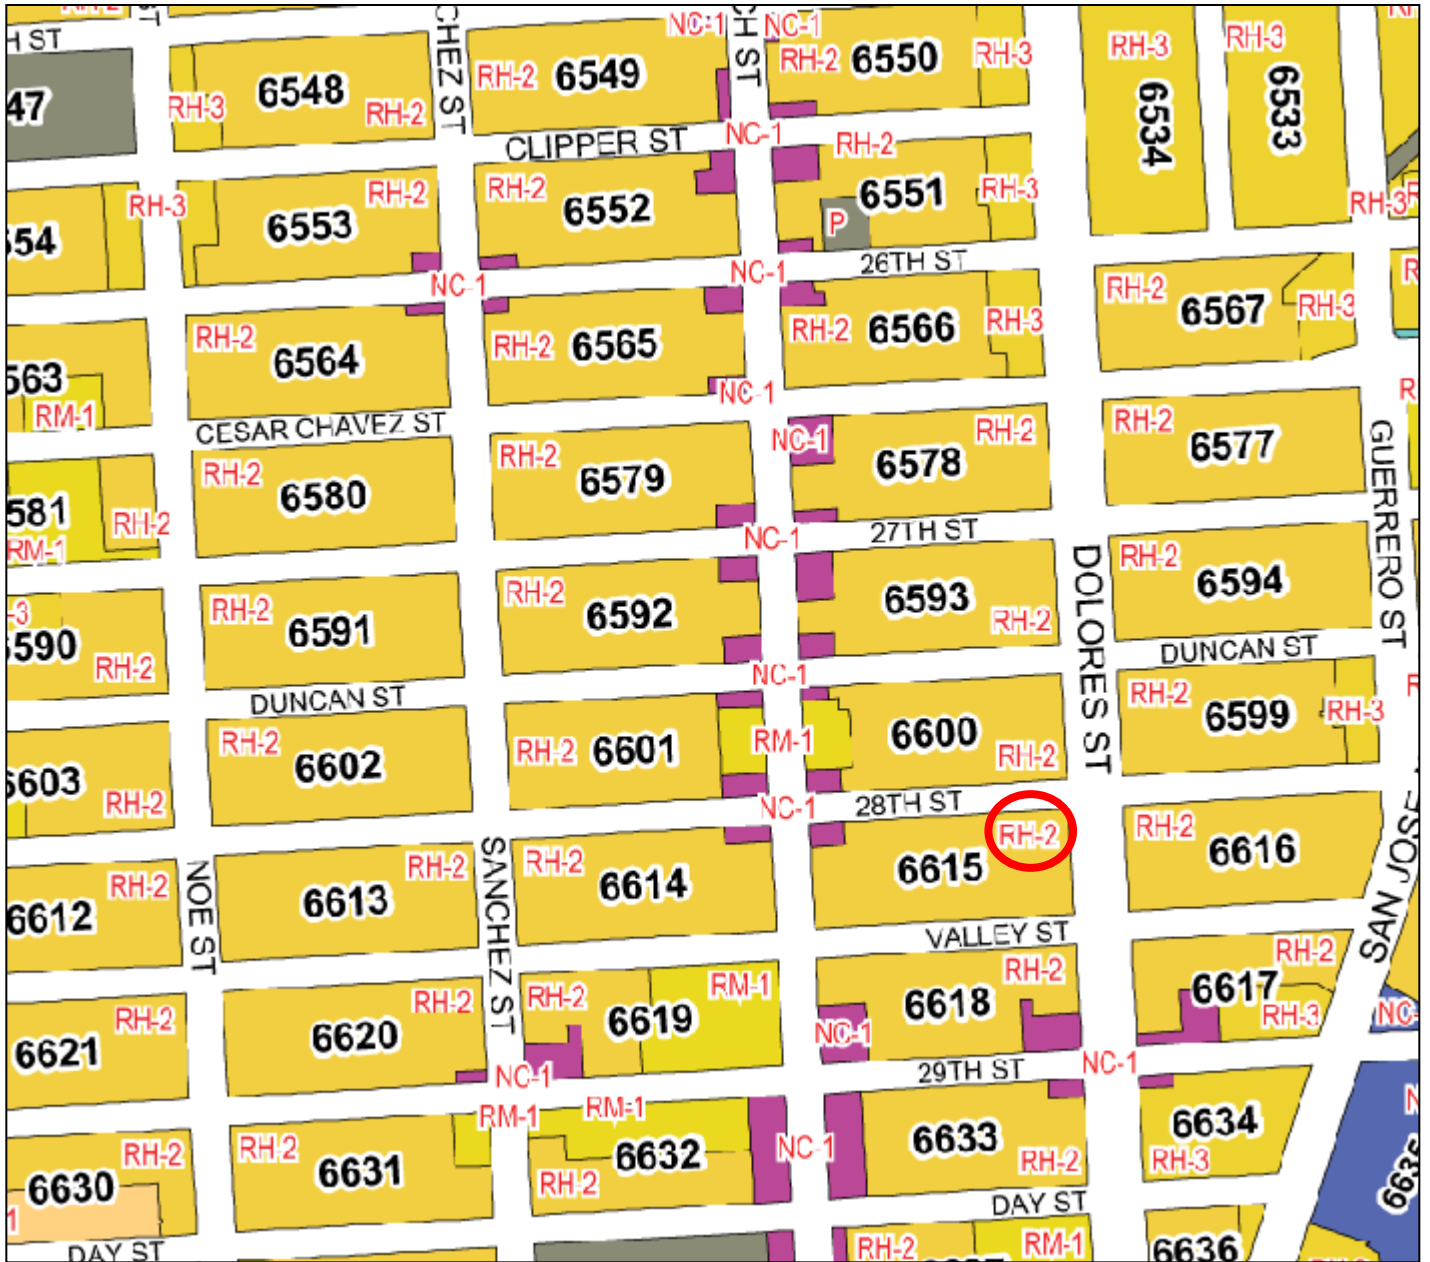 H ST
CHEZ ST
CH ST
NC-1
NC-1
47
RH-3
6548
RH-2
RH-2
6549
RH-2
6550
RH-3
RH-3
6534
RH-3
6533
CLIPPER ST
NC-1
RH-2
554
RH-3
6553
RH-2
RH-2
6552
P
6551
RH-3
RH-3
NC-1
NC-1
26TH ST
563
RM-1
RH-2
6564
RH-2
6565
RH-2
6566
RH-3
RH-2
6567
RH-3
CESAR CHAVEZ ST
NC-1
581
RM-1
RH-2
RH-2
6580
RH-2
6579
NC-1
6578
RH-2
RH-2
6577
GUERRERO ST
NC-1
27TH ST
-3
6590
RH-2
RH-2
6591
RH-2
6592
6593
RH-2
DOLORES ST
RH-2
6594
DUNCAN ST
NC-1
DUNCAN ST
6603
RH-2
RH-2
6602
RH-2
6601
RM-1
6600
RH-2
RH-2
6599
RH-3
NC-1
28TH ST
6612
RH-2
NOE ST
6613
RH-2
SANCHEZ ST
RH-2
6614
6615
RH-2
RH-2
6616
SAN JOSE
VALLEY ST
6621
RH-2
6620
RH-2
RH-2
6619
RM-1
NC-1
6618
RH-2
6617
RH-2
RH-3
NC-
NC-1
29TH ST
NC-1
6630
RH-2
RH-2
6631
RM-1
RM-1
6632
RH-2
NC-1
6633
RH-2
6634
RH-3
6635
1
DAY ST
DAY ST
RH-2
RM-1
6636